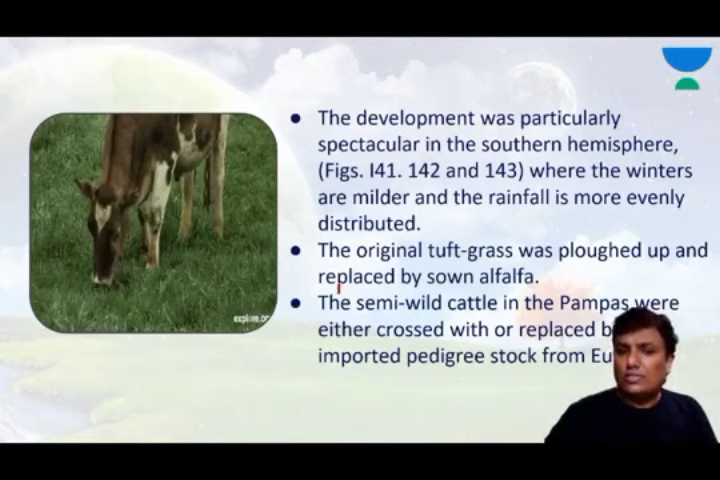 The development was particularly
spectacular in the southern hemisphere,
(Figs. I41. 142 and 143) where the winters
are milder and the rainfall is more evenly
distributed.
The original tuft-grass was ploughed up and
replaced by sown alfalfa.
The semi-wild cattle in the Pampas were
either crossed with or replaced
imported pedigree stock from